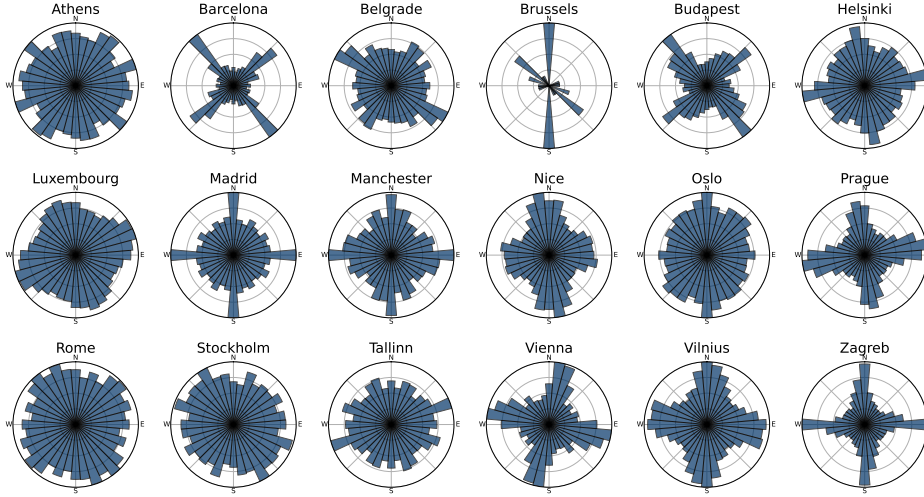 Athens Barcelona Belgrade Brussels Budapest Helsinki
N N N N N N
W E W E W E W E W E W
S S S S S S
Luxembourg Madrid Manchester Nice Oslo Prague
N N N N N N
W E W E W E W E W E W
S S S S S S
Rome Stockholm Tallinn Vienna Vilnius Zagreb
N N N N N N
W E W E W E W E W E W
S S S S S S